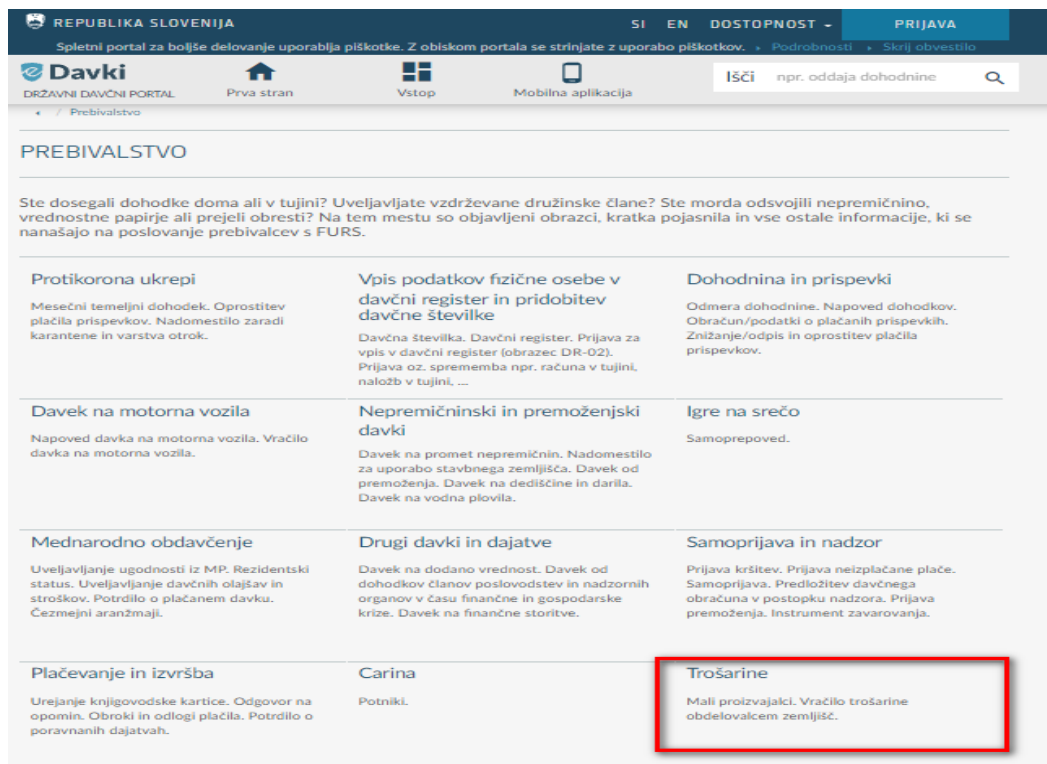 REPUBLIKA SLOVENIJA
SI EN DOSTOPNOST PRIJAVA
Spletni portal za boljše delovanje uporablja piškotke. Z obiskom portala se strinjate z uporabo piškotkov. Podrobnosti Skrij obvestilo
Davki
DRŽAVNI DAVČNI PORTAL
Prva stran
Vstop
Mobilna aplikacija
Išči npr. oddaja dohodnine
/ Prebivalstvo
PREBIVALSTVO
Ste dosegali dohodke doma ali v tujini? Uveljavljate vzdrževane družinske člane? Ste morda odsvojili nepremičnino,
vrednostne papirje ali prejeli obresti? Na tem mestu so objavljeni obrazci, kratka pojasnila in vse ostale informacije, ki se
nanašajo na poslovanje prebivalcev s FURS.
Protikorona ukrepi
Mesečni temeljni dohodek. Oprostitev
plačila prispevkov. Nadomestilo zaradi
karantene in varstva otrok.
Vpis podatkov fizične osebe v
davčni register in pridobitev
davčne številke
Davčna številka. Davčni register. Prijava za
vpis v davčni register (obrazec DR-02).
Prijava oz. sprememba npr. računa v tujini,
naložb v tujini, ...
Dohodnina in prispevki
Odmera dohodnine. Napoved dohodkov.
Obračun/podatki o plačanih prispevkih.
Znižanje/odpis in oprostitev plačila
prispevkov.
Davek na motorna
vozila
Napoved davka na motorna vozila. Vračilo
davka na motorna vozila.
Nepremičninski in premoženjski
davki
Davek na promet nepremičnin. Nadomestilo
za uporabo stavbnega zemljišča. Davek od
premoženja. Davek na dediščine in darila.
Davek na vodna plovila.
Igre na srečo
Samoprepoved.
Mednarodno obdavčenje
Uveljavljanje ugodnosti iz MP. Rezidentski
status. Uveljavljanje davčnih olajšav in
stroškov. Potrdilo o plačanem davku.
Čezmejni aranžmaji.
Drugi davki in dajatve
Davek na dodano vrednost. Davek od
dohodkov članov poslovodstev in nadzornih
organov v času finančne in gospodarske
krize. Davek na finančne storitve.
Samoprijava in nadzor
Prijava kršitev. Prijava neizplačane plače.
Samoprijava. Predložitev davčnega
obračuna v postopku nadzora. Prijava
premoženja. Instrument zavarovanja.
Plačevanje in izvršba
Urejanje knjigovodske kartice. Odgovor na
opomin. Obroki in odlogi plačila. Potrdilo o
poravnanih dajatvah.
Carina
Potniki.
Trošarine
Mali proizvajalci. Vračilo trošarine
obdelovalcem zemljišč.